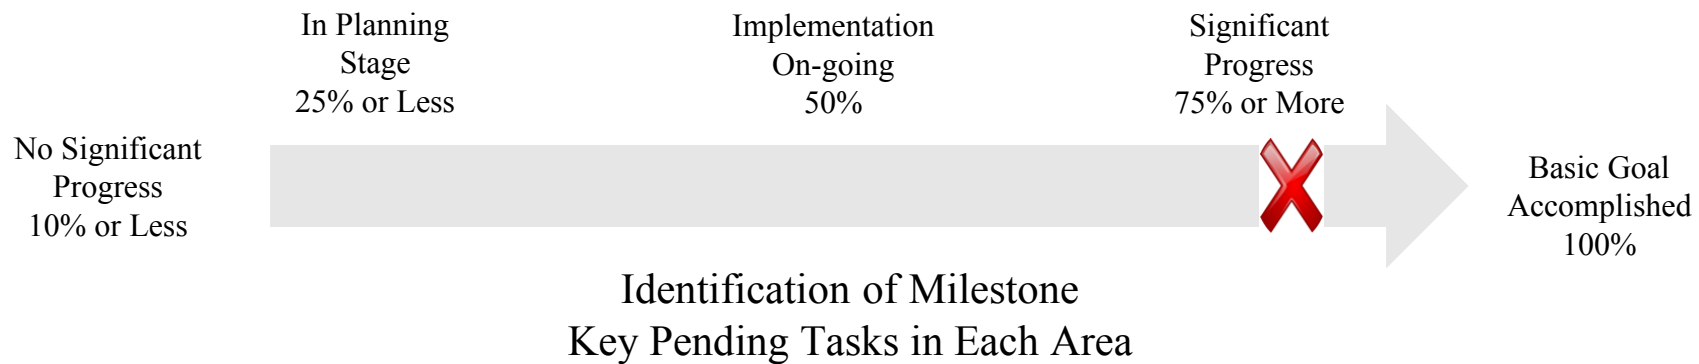 In Planning
Stage
25% or Less
Implementation
On-going
50%
Significant
Progress
75% or More
No Significant
Progress
10% or Less
Basic Goal
Accomplished
100%
Identification of Milestone
Key Pending Tasks in Each Area